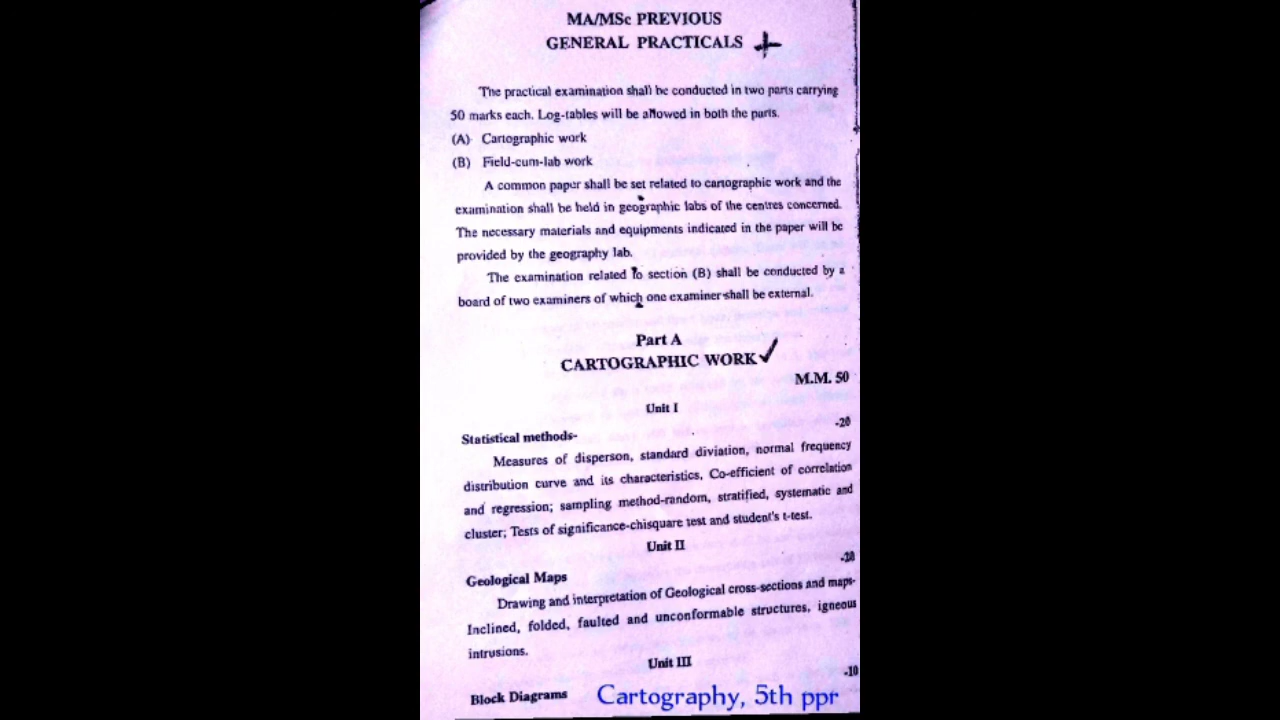 MA/MSc PREVIOUS
GENERAL PRACTICALS
The practical examination shall be conducted in two parts carrying
50 marks each. Log-tables will be allowed in both the parts.
(A) Cartographic work
(B) Field-cum-lab work
A common paper shall be set related to cartographic work and the
examination shall be held in geographic labs of the centres concerned.
The necessary materials and equipments indicated in the paper will be
provided by the geography lab.
The examination related to section (B) shall be conducted by a
board of two examiners of which one examiner shall be external.
Part A
CARTOGRAPHIC WORK
M.M. 50
Unit I
-20
Statistical methods-
Measures of disperson, standard diviation, normal frequency
distribution curve and its characteristics, Co-efficient of correlation
and regression; sampling method-random, stratified, systematic and
cluster; Tests of significance-chisquare test and student's t-test.
Unit II
Geological Maps
Drawing and interpretation of Geological cross-sections and maps-
Inclined, folded, faulted and unconformable structures, igneous
intrusions.
Unit III
-10
Block Diagrams
Cartography, 5th ppr